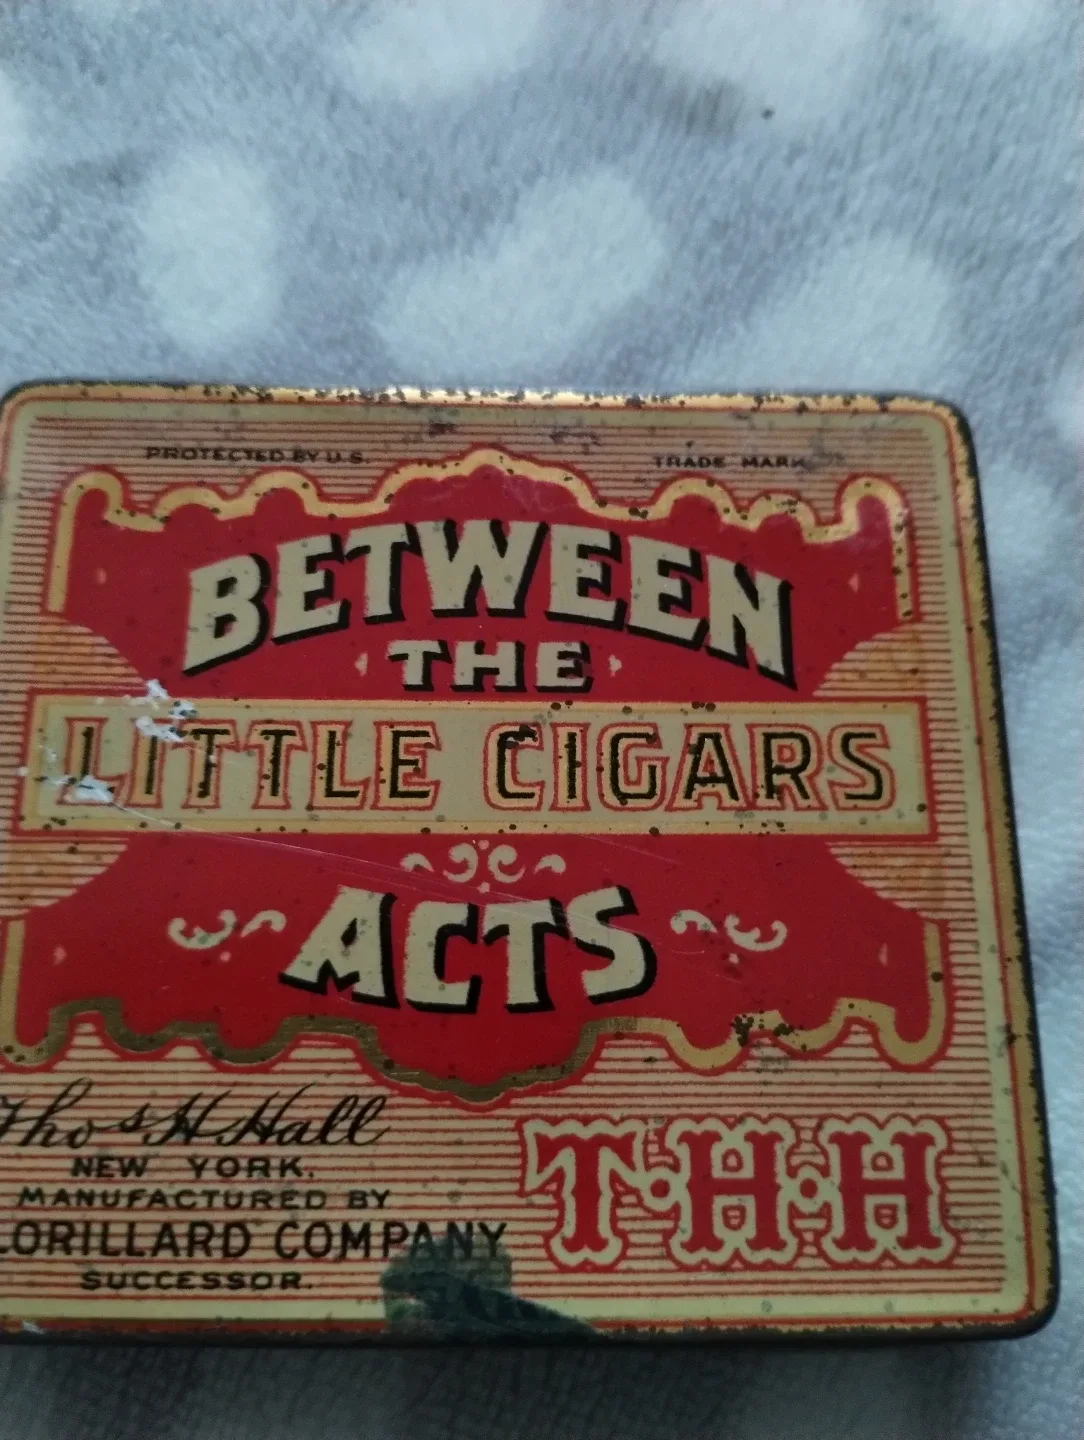 PROTECTED BY U.S. TRADE MARK
BETWEEN
THE
LITTLE CIGARS
ACTS
Thos H Hall
NEW YORK.
MANUFACTURED BY
LORILLARD COMPANY
SUCCESSOR.
T·H·H